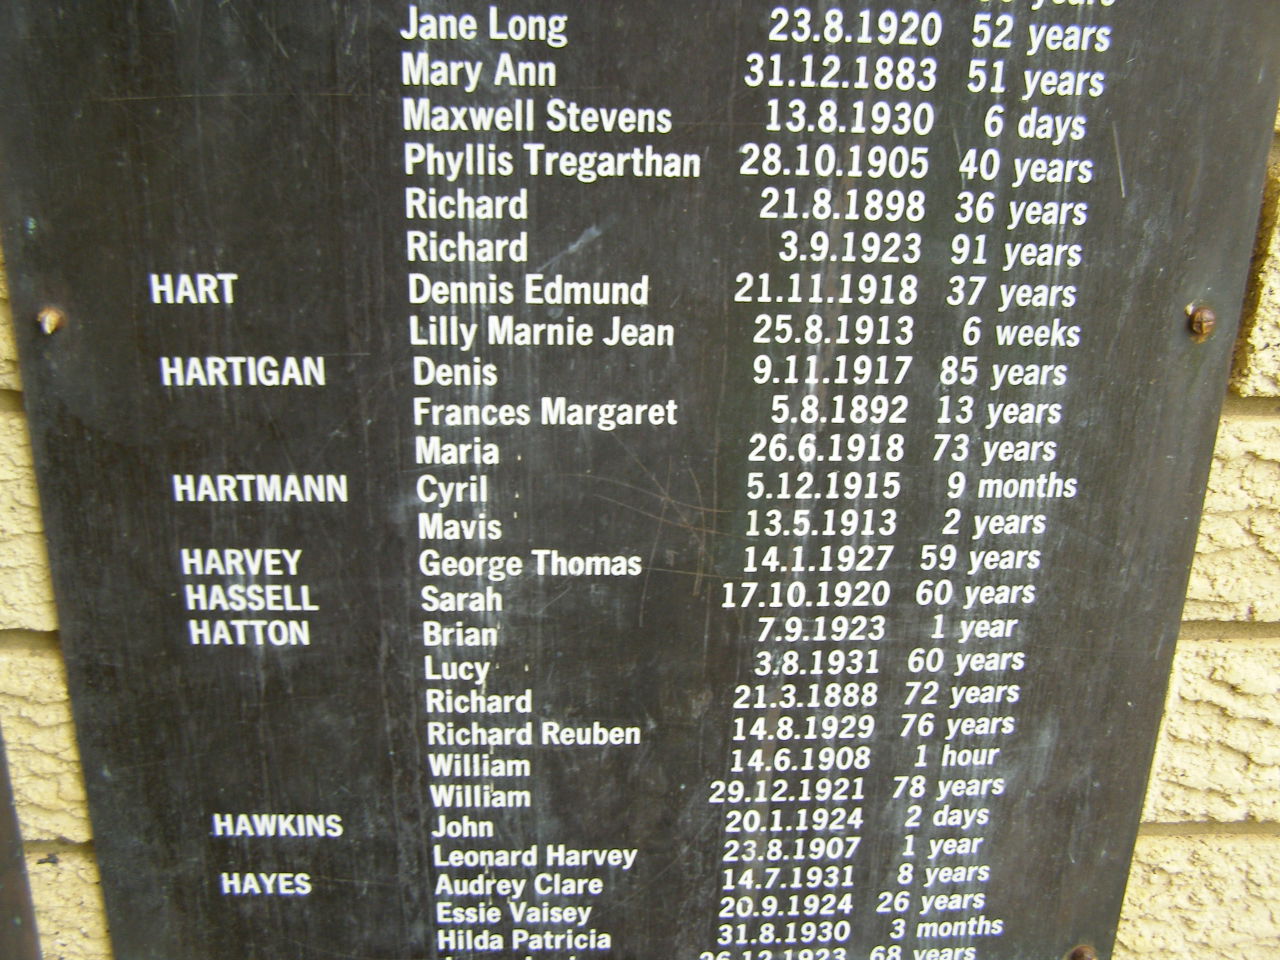 years
Jane Long 23.8.1920 52 years
Mary Ann 31.12.1883 51 years
Maxwell Stevens 13.8.1930 6 days
Phyllis Tregarthan 28.10.1905 40 years
Richard 21.8.1898 36 years
Richard 3.9.1923 91 years
HART Dennis Edmund 21.11.1918 37 years
Lilly Marnie Jean 25.8.1913 6 weeks
HARTIGAN Denis 9.11.1917 85 years
Frances Margaret 5.8.1892 13 years
Maria 26.6.1918 73 years
HARTMANN Cyril 5.12.1915 9 months
Mavis 13.5.1913 2 years
HARVEY George Thomas 14.1.1927 59 years
HASSELL Sarah 17.10.1920 60 years
HATTON Brian 7.9.1923 1 year
Lucy 3.8.1931 60 years
Richard 21.3.1888 72 years
Richard Reuben 14.8.1929 76 years
William 14.6.1908 1 hour
William 29.12.1921 78 years
HAWKINS John 20.1.1924 2 days
Leonard Harvey 23.8.1907 1 year
HAYES Audrey Clare 14.7.1931 8 years
Essie Vaisey 20.9.1924 26 years
Hilda Patricia 31.8.1930 3 months
26.12.1923 68 years